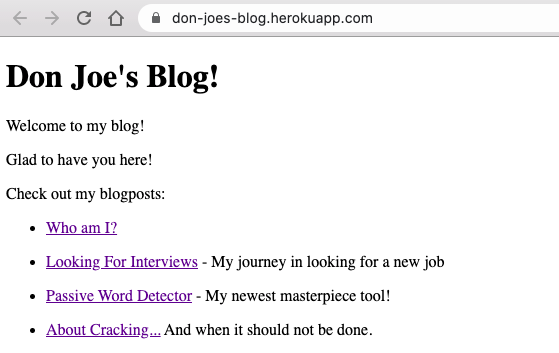 don-joes-blog.herokuapp.com
Don Joe's Blog!
Welcome to my blog!
Glad to have you here!
Check out my blogposts:
• Who am I?
• Looking For Interviews - My journey in looking for a new job
• Passive Word Detector - My newest masterpiece tool!
• About Cracking... And when it should not be done.